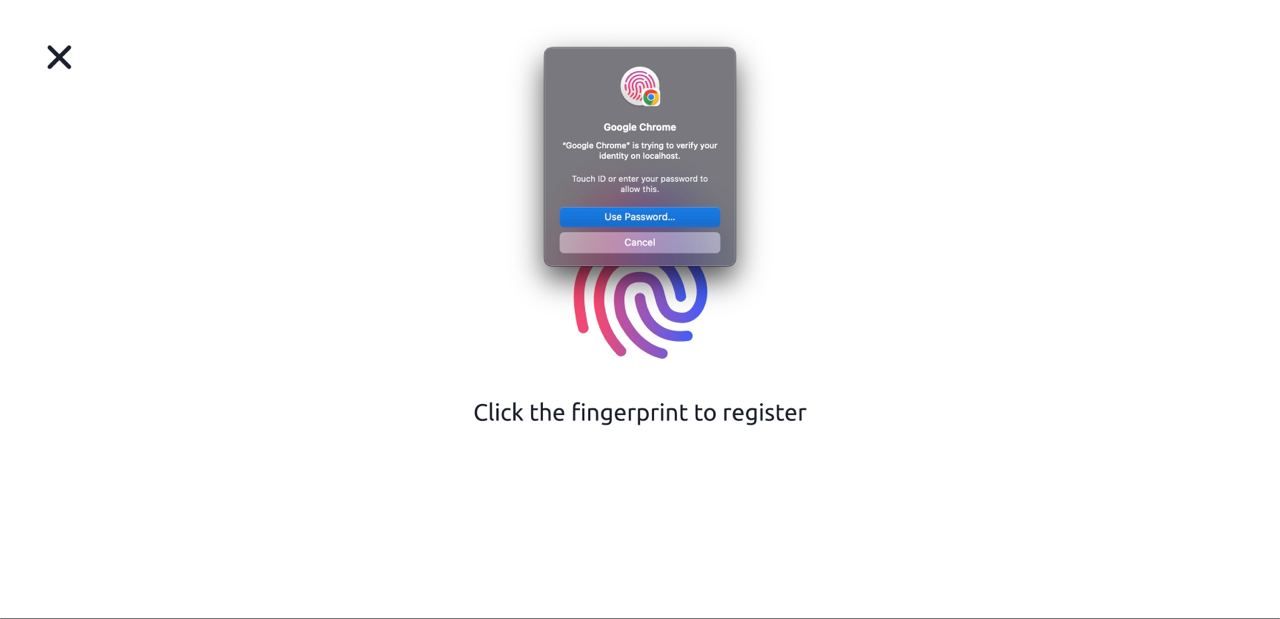 Google Chrome
"Google Chrome" is trying to verify your
identity on localhost.
Touch ID or enter your password to
allow this.
Use Password...
Cancel
Click the fingerprint to register